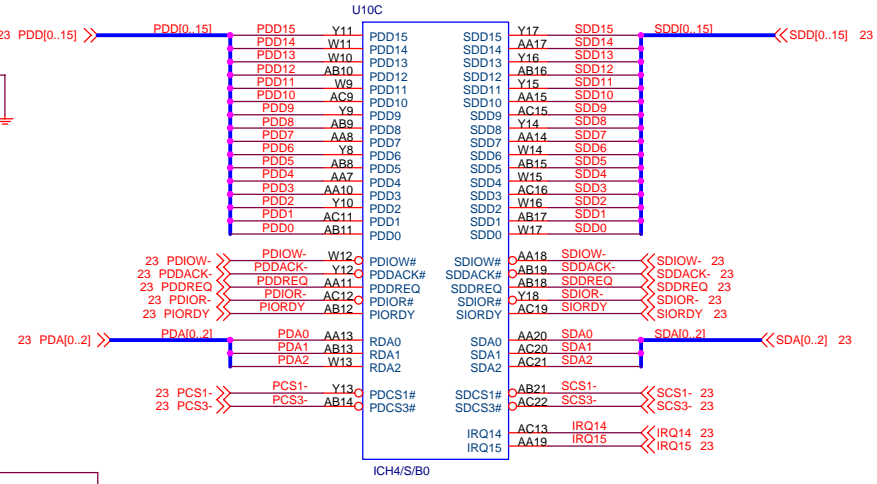 U10C
23 PDD[0..15] PDD[0..15] SDD[0..15] SDD[0..15] 23
PDD15 Y11 PDD15 SDD15 Y17 SDD15
PDD14 W11 PDD14 SDD14 AA17 SDD14
PDD13 W10 PDD13 SDD13 Y16 SDD13
PDD12 AB10 PDD12 SDD12 AB16 SDD12
PDD11 W9 PDD11 SDD11 Y15 SDD11
PDD10 AC9 PDD10 SDD10 AA15 SDD10
PDD9 Y9 PDD9 SDD9 AC15 SDD9
PDD8 AB9 PDD8 SDD8 Y14 SDD8
PDD7 AA8 PDD7 SDD7 AA14 SDD7
PDD6 Y8 PDD6 SDD6 W14 SDD6
PDD5 AB8 PDD5 SDD5 AB15 SDD5
PDD4 AA7 PDD4 SDD4 W15 SDD4
PDD3 AA10 PDD3 SDD3 AC16 SDD3
PDD2 Y10 PDD2 SDD2 W16 SDD2
PDD1 AC11 PDD1 SDD1 AB17 SDD1
PDD0 AB11 PDD0 SDD0 W17 SDD0
23 PDIOW- PDIOW- W12 PDIOW# SDIOW# AA18 SDIOW- SDIOW- 23
23 PDDACK- PDDACK- Y12 PDDACK# SDDACK# AB19 SDDACK- SDDACK- 23
23 PDDREQ PDDREQ AA11 PDDREQ SDDREQ AB18 SDDREQ SDDREQ 23
23 PDIOR- PDIOR- AC12 PDIOR# SDIOR# Y18 SDIOR- SDIOR- 23
23 PIORDY PIORDY AB12 PIORDY SIORDY AC19 SIORDY SIORDY 23
23 PDA[0..2] PDA[0..2] PDA0 AA13 RDA0 SDA0 AA20 SDA0 SDA[0..2] SDA[0..2] 23
PDA1 AB13 RDA1 SDA1 AC20 SDA1
PDA2 W13 RDA2 SDA2 AC21 SDA2
23 PCS1- PCS1- Y13 PDCS1# SDCS1# AB21 SCS1- SCS1- 23
23 PCS3- PCS3- AB14 PDCS3# SDCS3# AC22 SCS3- SCS3- 23
IRQ14 AC13 IRQ14 IRQ14 23
IRQ15 AA19 IRQ15 IRQ15 23
ICH4/S/B0